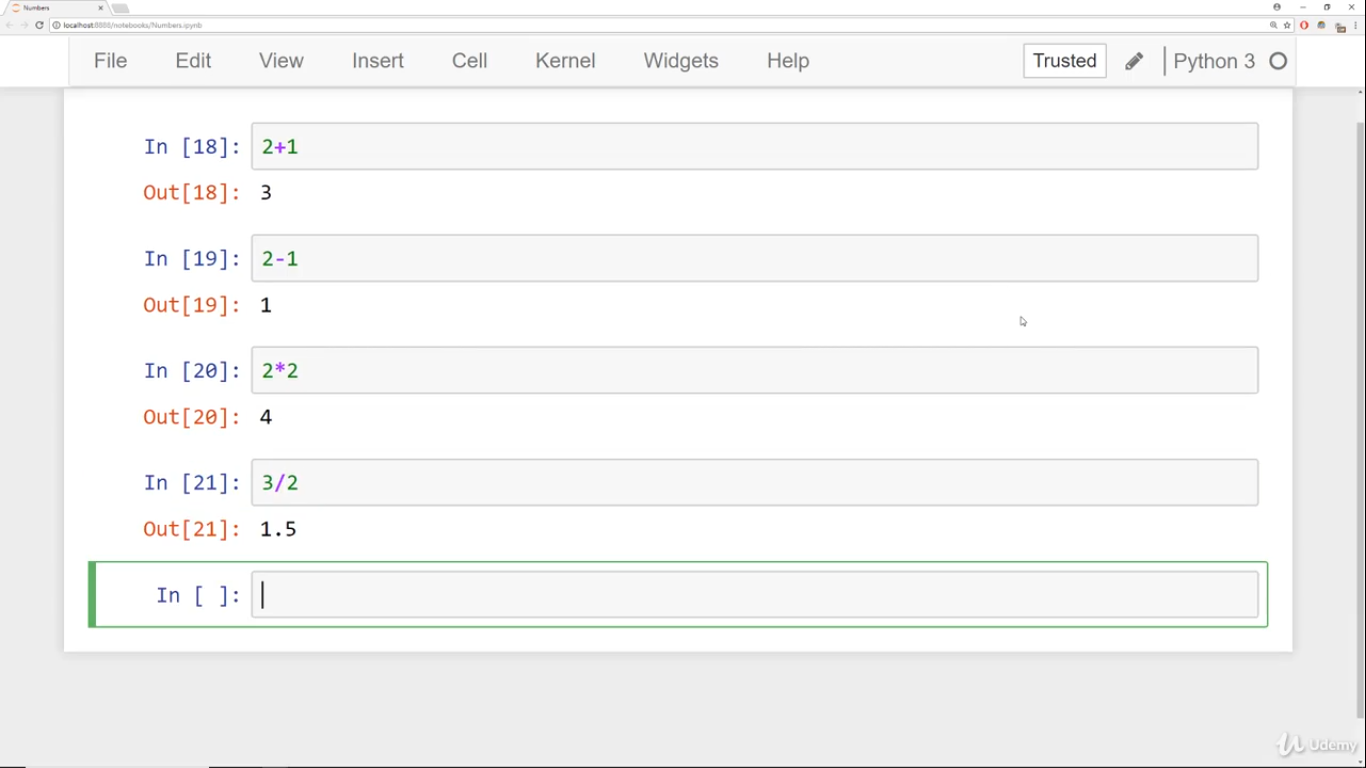 Numbers
localhost:8888/notebooks/Numbers.ipynb
File Edit View Insert Cell Kernel Widgets Help Trusted Python 3
In [18]: 2+1
Out[18]: 3
In [19]: 2-1
Out[19]: 1
In [20]: 2*2
Out[20]: 4
In [21]: 3/2
Out[21]: 1.5
In [ ]:
Udemy